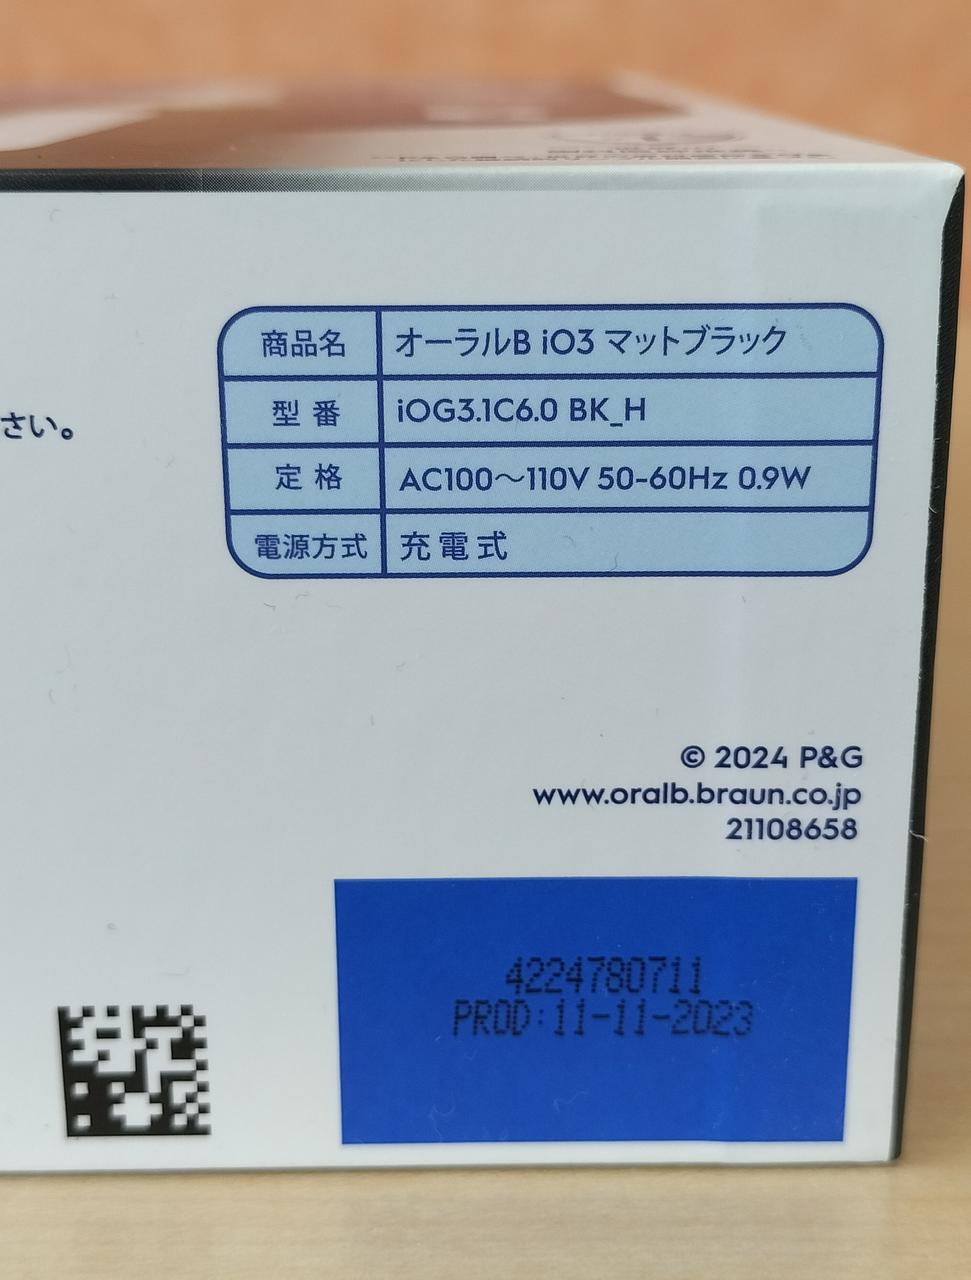 さい。
商品名 オーラルB iO3 マットブラック
型番 iOG3.1C6.0 BK_H
定格 AC100〜110V 50-60Hz 0.9W
電源方式 充電式
© 2024 P&G
www.oralb.braun.co.jp
21108658
4224780711
PROD:11-11-2023